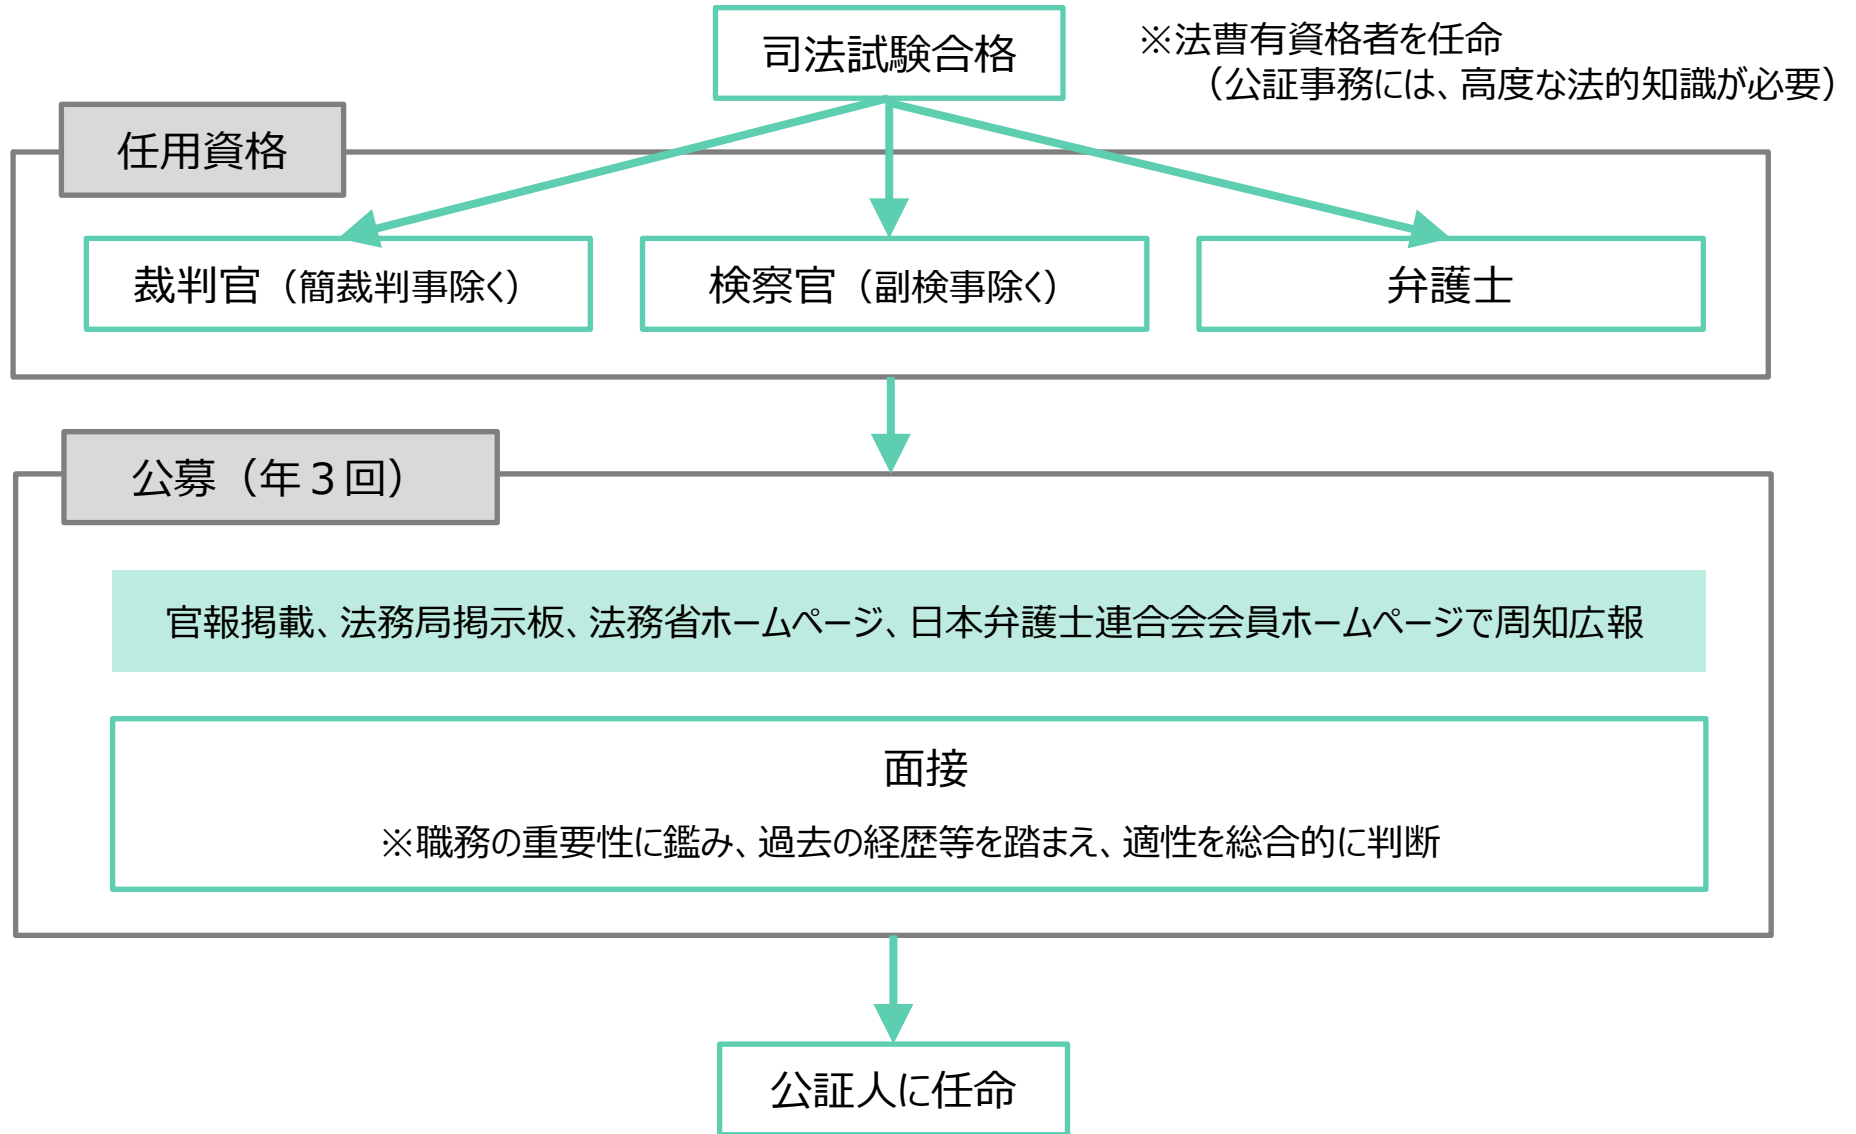 司法試験合格
※法曹有資格者を任命
（公証事務には、高度な法的知識が必要）
任用資格
裁判官（簡裁判事除く）
検察官（副検事除く）
弁護士
公募（年３回）
官報掲載、法務局掲示板、法務省ホームページ、日本弁護士連合会会員ホームページで周知広報
面接
※職務の重要性に鑑み、過去の経歴等を踏まえ、適性を総合的に判断
公証人に任命